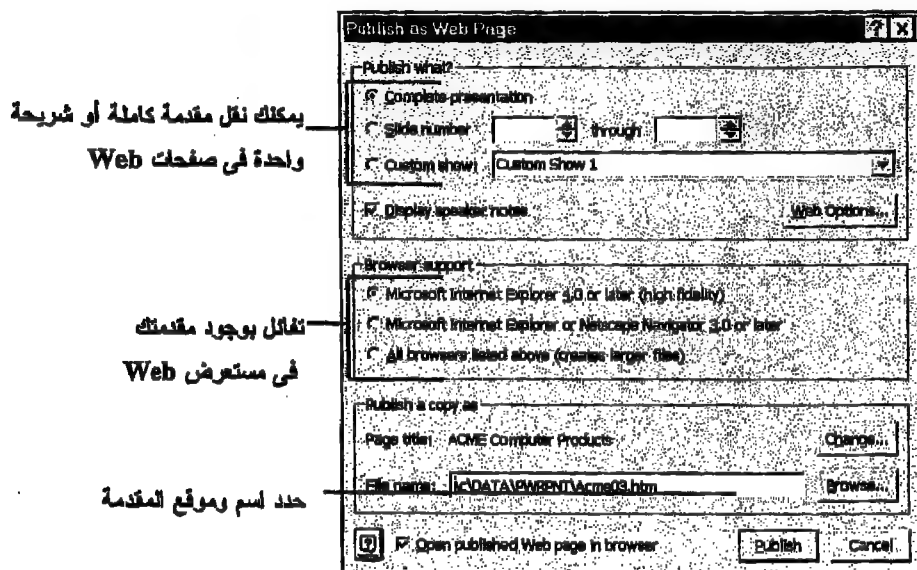 Publish as Web Page
Publish what?
يمكنك نقل مقدمة كاملة أو شريحة
واحدة فى صفحات Web
Complete presentation
Slide number through
Custom show: Custom Show 1
Display speaker notes Web Options...
Browser support
تفائل بوجود مقدمتك
فى مستعرض Web
Microsoft Internet Explorer 4.0 or later (high fidelity)
Microsoft Internet Explorer or Netscape Navigator 3.0 or later
All browsers listed above (creates larger files)
Publish a copy as
Page title: ACME Computer Products Change...
حدد اسم وموقع المقدمة
File name: c:\DATA\PWRPNT\Acme03.htm Browse...
Open published Web page in browser Publish Cancel